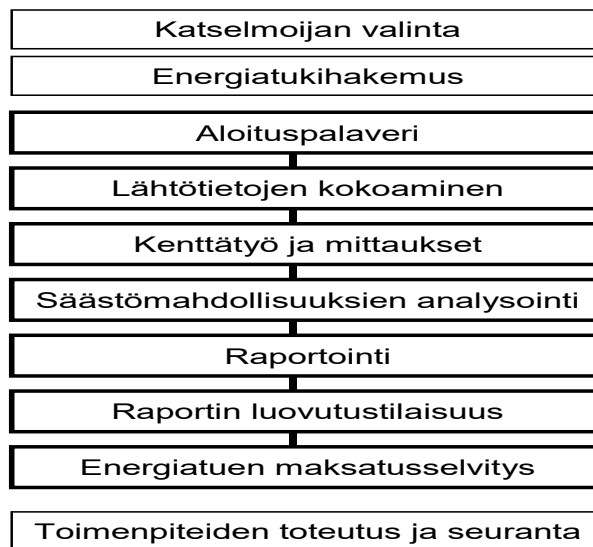 Katselmoijan valinta
Energiatukihakemus
Aloituspalaveri
Lähtötietojen kokoaminen
Kenttätyö ja mittaukset
Säästömahdollisuuksien analysointi
Raportointi
Raportin luovutustilaisuus
Energiatuen maksatusselvitys
Toimenpiteiden toteutus ja seuranta